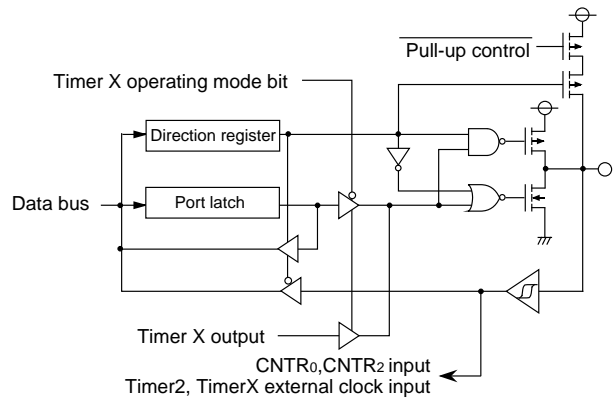 Pull-up control
Timer X operating mode bit
Direction register
Data bus
Port latch
Timer X output
CNTR₀,CNTR₂ input
Timer2, TimerX external clock input